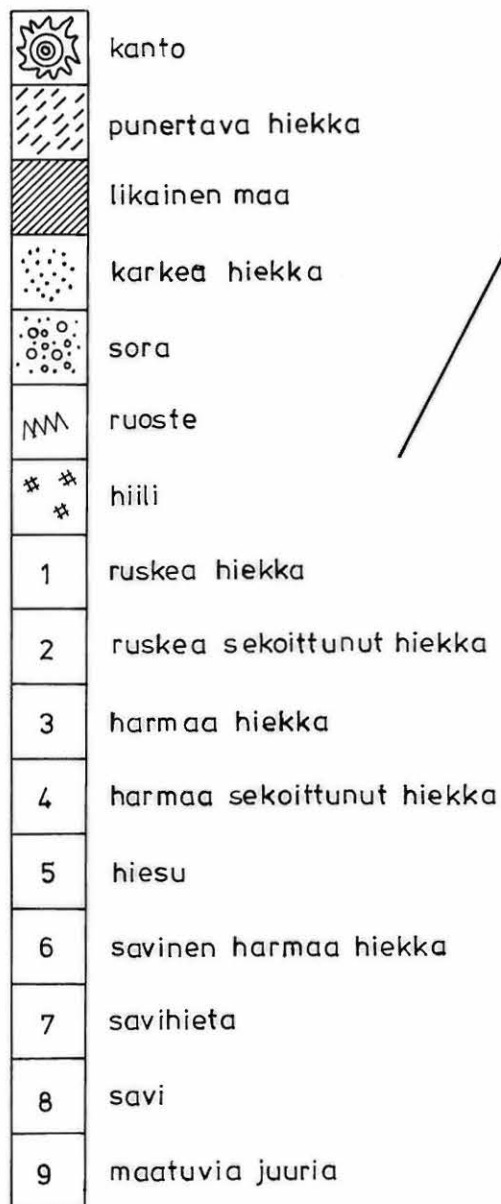 kanto
punertava hiekka
likainen maa
karkea hiekka
sora
ruoste
hiili
1 ruskea hiekka
2 ruskea sekoittunut hiekka
3 harmaa hiekka
4 harmaa sekoittunut hiekka
5 hiesu
6 savinen harmaa hiekka
7 savihieta
8 savi
9 maatuvia juuria